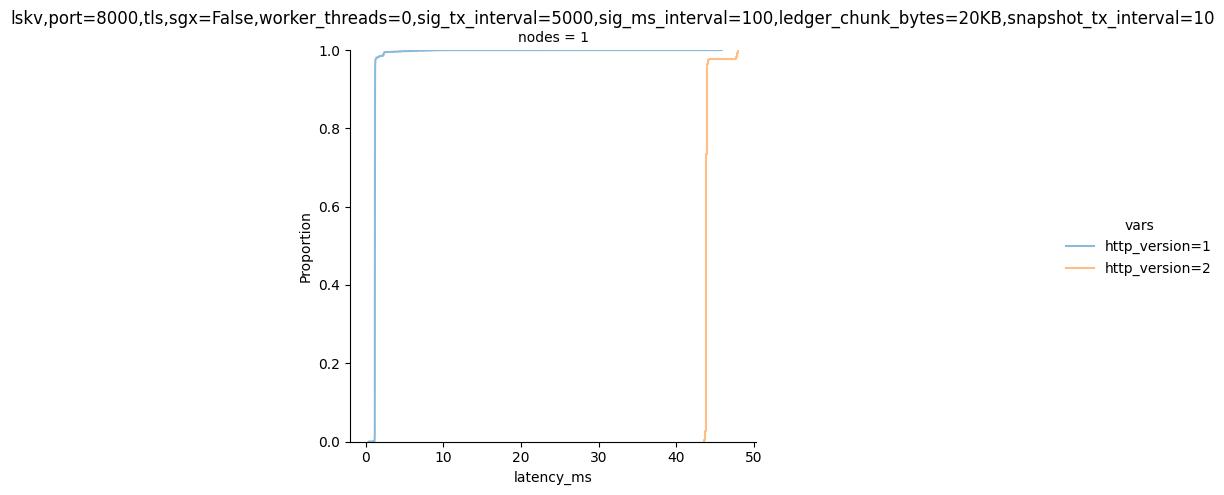 lskv,port=8000,tls,sgx=False,worker_threads=0,sig_tx_interval=5000,sig_ms_interval=100,ledger_chunk_bytes=20KB,snapshot_tx_interval=10
nodes = 1
1.0
0.8
0.6
0.4
0.2
0.0
Proportion
0 10 20 30 40 50
latency_ms
vars
http_version=1
http_version=2